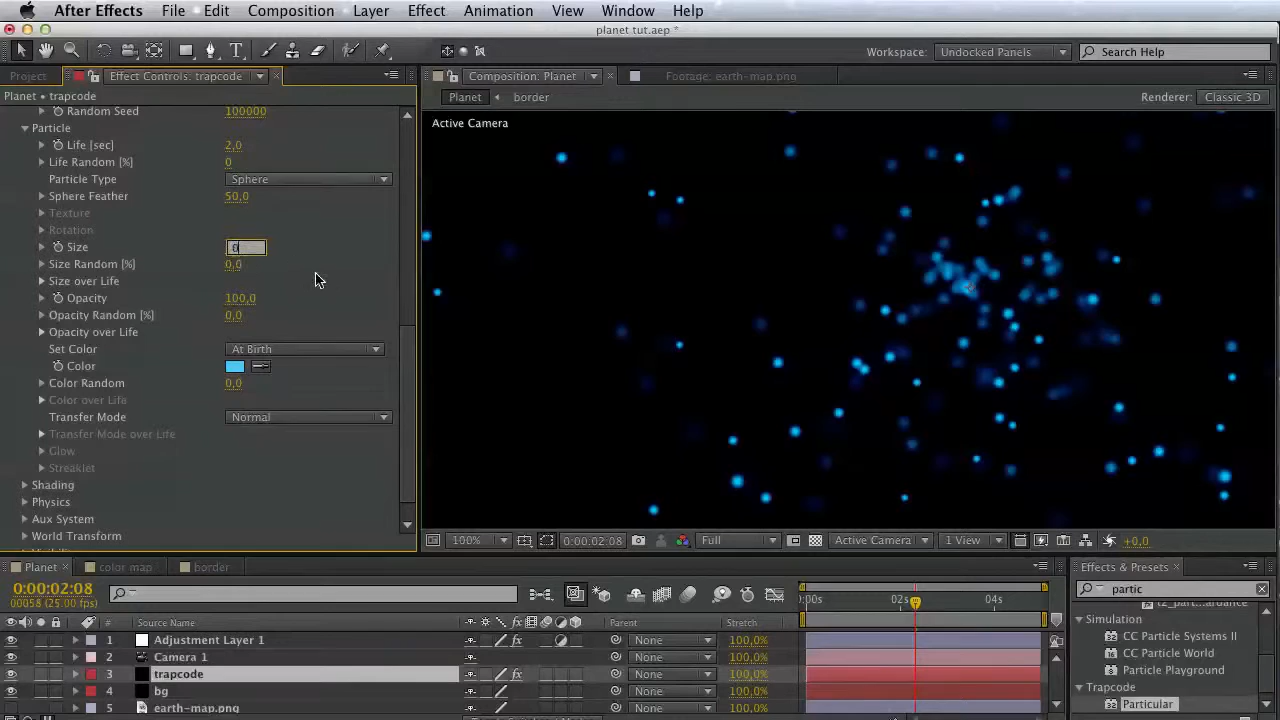 After Effects File Edit Composition Layer Effect Animation View Window Help
planet tut.aep *
Workspace: Undocked Panels Search Help
Project Effect Controls: trapcode Composition: Planet Footage: earth-map.png
Planet • trapcode Planet border Renderer: Classic 3D
Random Seed 100000
Active Camera
Particle
Life [sec] 2,0
Life Random [%] 0
Particle Type Sphere
Sphere Feather 50,0
Texture
Rotation
Size
Size Random [%] 0,0
Size over Life
Opacity 100,0
Opacity Random [%] 0,0
Opacity over Life
Set Color At Birth
Color
Color Random 0,0
Color over Life
Transfer Mode Normal
Transfer Mode over Life
Glow
Streaklet
Shading
Physics
Aux System
World Transform
100% 0:00:02:08 Full Active Camera 1 View +0,0
Planet color map border Effects & Presets
0:00:02:08
00058 (25.00 fps)
:00s 02s 04s
partic
Simulation
CC Particle Systems II
CC Particle World
Particle Playground
Trapcode
Particular
# Source Name Parent Stretch
1 Adjustment Layer 1 fx None 100,0%
2 Camera 1 None 100,0%
3 trapcode fx None 100,0%
4 bg None 100,0%
5 earth-map.png None 100,0%